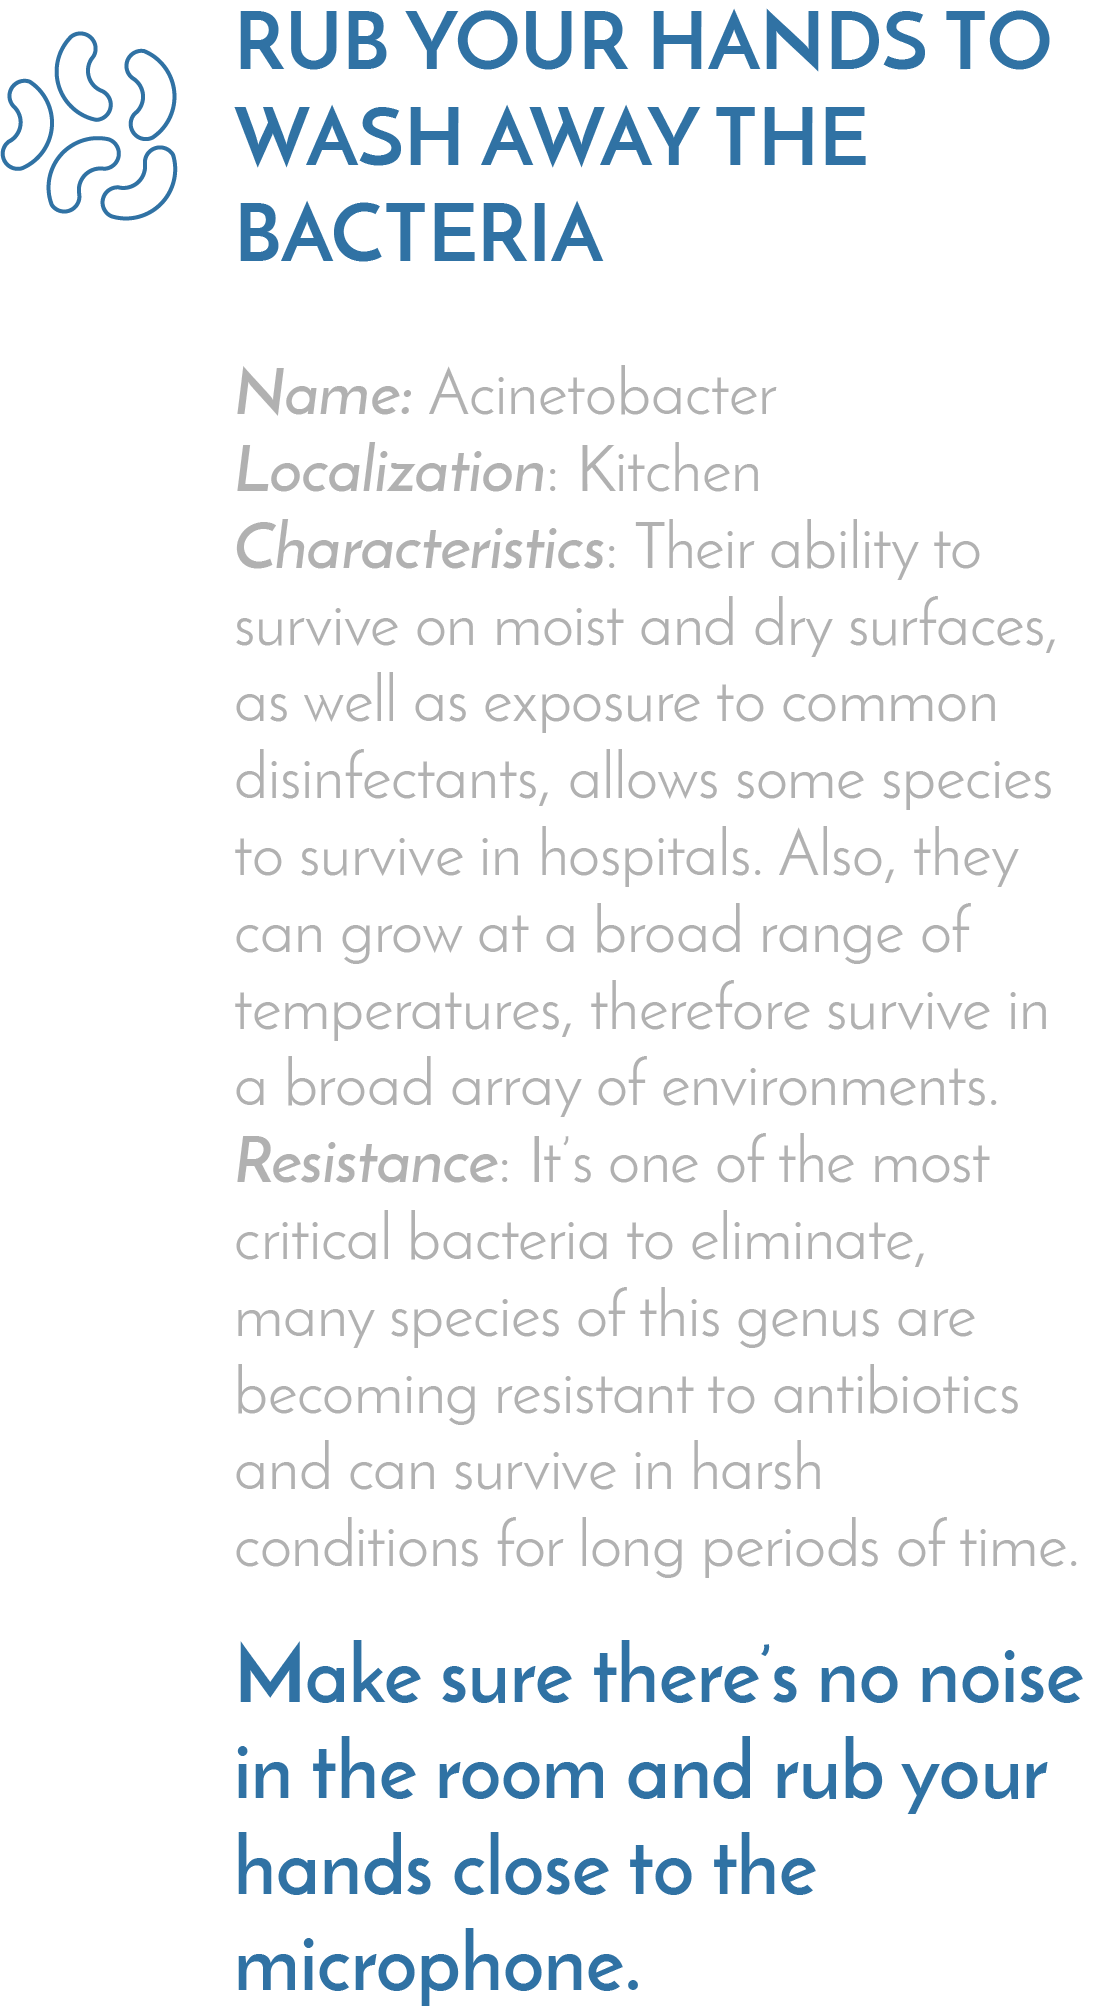 RUB YOUR HANDS TO
WASH AWAY THE
BACTERIA
Name: Acinetobacter
Localization: Kitchen
Characteristics: Their ability to
survive on moist and dry surfaces,
as well as exposure to common
disinfectants, allows some species
to survive in hospitals. Also, they
can grow at a broad range of
temperatures, therefore survive in
a broad array of environments.
Resistance: It’s one of the most
critical bacteria to eliminate,
many species of this genus are
becoming resistant to antibiotics
and can survive in harsh
conditions for long periods of time.
Make sure there’s no noise
in the room and rub your
hands close to the
microphone.